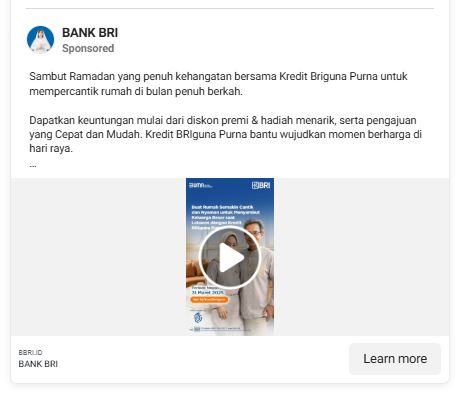 BANK BRI
Sponsored
Sambut Ramadan yang penuh kehangatan bersama Kredit Briguna Purna untuk
mempercantik rumah di bulan penuh berkah.
Dapatkan keuntungan mulai dari diskon premi & hadiah menarik, serta pengajuan
yang Cepat dan Mudah. Kredit BRIguna Purna bantu wujudkan momen berharga di
hari raya.
...
BUMN
BRI
Buat Rumah Semakin Cantik
dan Nyaman untuk Menyambut
Keluarga Besar saat
Lebaran dengan Kredit
BRIguna
31 Maret 2025
BBRI.ID
BANK BRI
Learn more